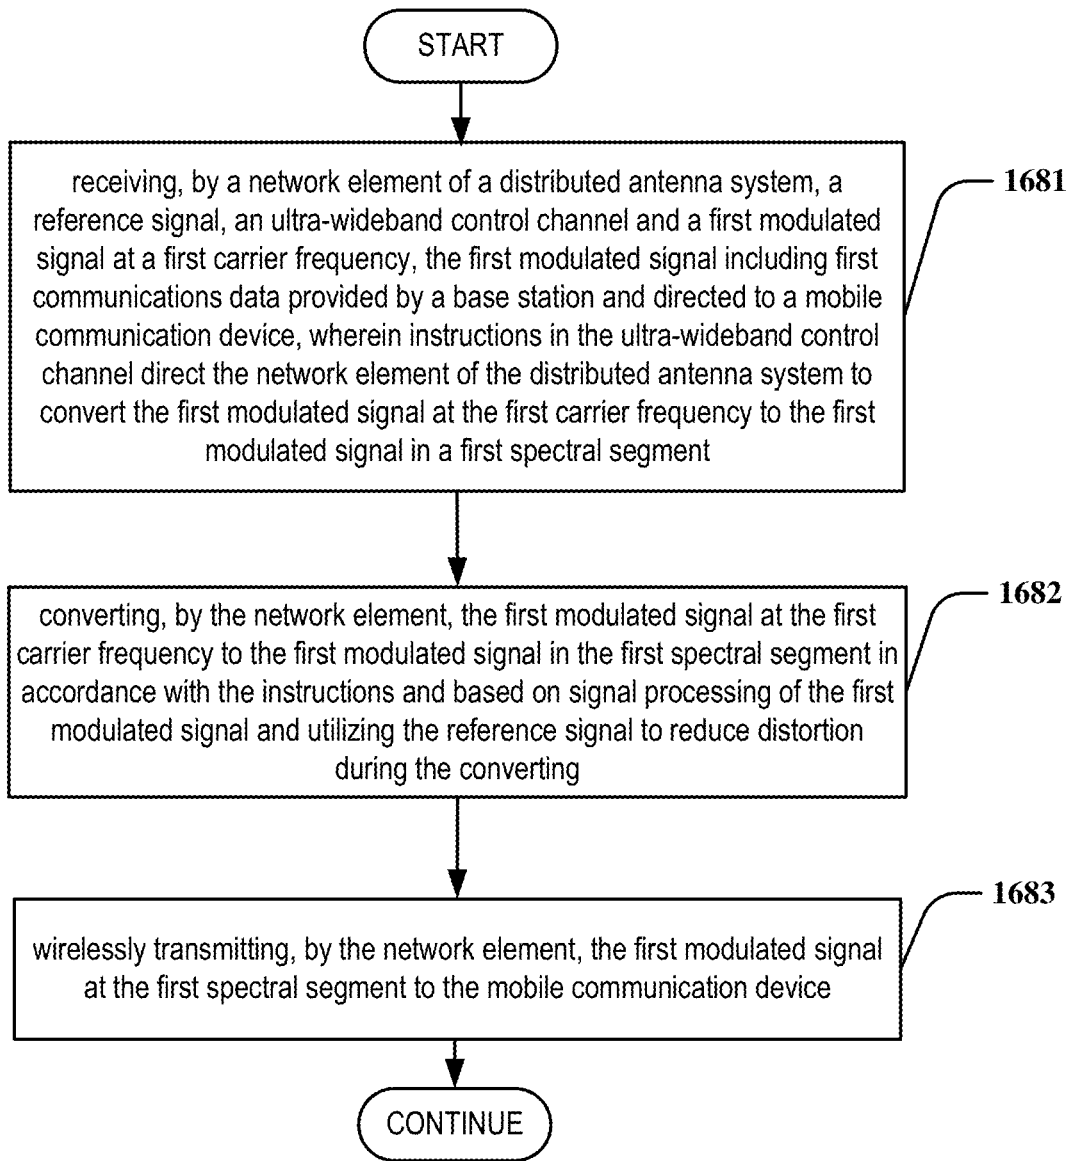 START
receiving, by a network element of a distributed antenna system, a
reference signal, an ultra-wideband control channel and a first modulated
signal at a first carrier frequency, the first modulated signal including first
communications data provided by a base station and directed to a mobile
communication device, wherein instructions in the ultra-wideband control
channel direct the network element of the distributed antenna system to
convert the first modulated signal at the first carrier frequency to the first
modulated signal in a first spectral segment
1681
converting, by the network element, the first modulated signal at the first
carrier frequency to the first modulated signal in the first spectral segment in
accordance with the instructions and based on signal processing of the first
modulated signal and utilizing the reference signal to reduce distortion
during the converting
1682
wirelessly transmitting, by the network element, the first modulated signal
at the first spectral segment to the mobile communication device
1683
CONTINUE